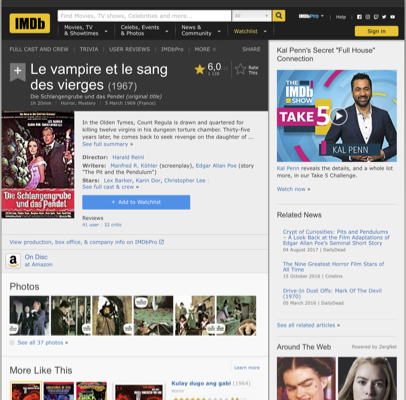 IMDb
Find Movies, TV shows, Celebrities and more...
All
IMDbPro
Help
Movies, TV
& Showtimes
Celebs, Events
& Photos
News &
Community
Watchlist
Sign in
FULL CAST AND CREW
TRIVIA
USER REVIEWS
IMDbPro
MORE
SHARE
Le vampire et le sang
des vierges (1967)
Die Schlangengrube und das Pendel (original title)
1h 20min | Horror, Mystery | 5 March 1969 (France)
6,0
Rate
This
In the Olden Tymes, Count Regula is drawn and quartered for
killing twelve virgins in his dungeon torture chamber. Thirty-five
years later, he comes back to seek revenge on the daughter of ...
See full summary »
Director: Harald Reinl
Writers: Manfred R. Köhler (screenplay), Edgar Allan Poe (story
"The Pit and the Pendulum")
Stars: Lex Barker, Karin Dor, Christopher Lee |
See full cast & crew »
+ Add to Watchlist
Reviews
41 user | 32 critic
Die Schlangengrube
und das Pendel
View production, box office, & company info on IMDbPro
a
On Disc
at Amazon
Photos
See all 37 photos »
More Like This
Learn more
Kulay dugo ang gabi (1964)
Horror
Kal Penn's Secret "Full House"
Connection
THE
IMDb
SHOW
TAKE 5
KAL PENN
Kal Penn reveals the details, and a whole lot
more, in our Take 5 Challenge.
Watch now »
Related News
Crypt of Curiosities: Pits and Pendulums
– A Look Back at the Film Adaptations of
Edgar Allan Poe's Seminal Short Story
04 August 2017 | DailyDead
The Nine Greatest Horror Film Stars of
All Time
15 October 2016 | Cinelinx
Drive-In Dust Offs: Mark Of The Devil
(1970)
05 March 2016 | DailyDead
See all related articles »
Around The Web
Powered by ZergNet